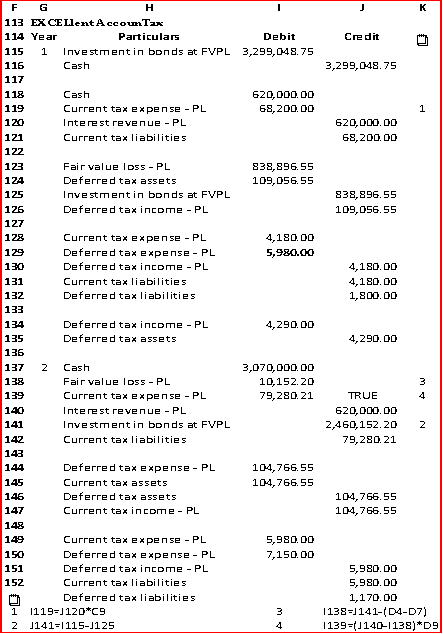 F G H I J K
113 EXCELlent AccounTax
114 Year Particulars Debit Credit
115 1 Investment in bonds at FVPL 3,299,048.75
116 Cash 3,299,048.75
117
118 Cash 620,000.00
119 Current tax expense - PL 68,200.00 1
120 Interest revenue - PL 620,000.00
121 Current tax liabilities 68,200.00
122
123 Fair value loss - PL 838,896.55
124 Deferred tax assets 109,056.55
125 Investment in bonds at FVPL 838,896.55
126 Deferred tax income - PL 109,056.55
127
128 Current tax expense - PL 4,180.00
129 Deferred tax expense - PL 5,980.00
130 Deferred tax income - PL 4,180.00
131 Current tax liabilities 4,180.00
132 Deferred tax liabilities 1,800.00
133
134 Deferred tax income - PL 4,290.00
135 Deferred tax assets 4,290.00
136
137 2 Cash 3,070,000.00
138 Fair value loss - PL 10,152.20 3
139 Current tax expense - PL 79,280.21 TRUE 4
140 Interest revenue - PL 620,000.00
141 Investment in bonds at FVPL 2,460,152.20 2
142 Current tax liabilities 79,280.21
143
144 Deferred tax expense - PL 104,766.55
145 Current tax assets 104,766.55
146 Deferred tax assets 104,766.55
147 Current tax income - PL 104,766.55
148
149 Current tax expense - PL 5,980.00
150 Deferred tax expense - PL 7,150.00
151 Deferred tax income - PL 5,980.00
152 Current tax liabilities 5,980.00
Deferred tax liabilities 1,170.00
1 I119=J120*C9 3 I138=J141-(D4-D7)
2 J141=I115-J125 4 I139=(J140-I138)*D9